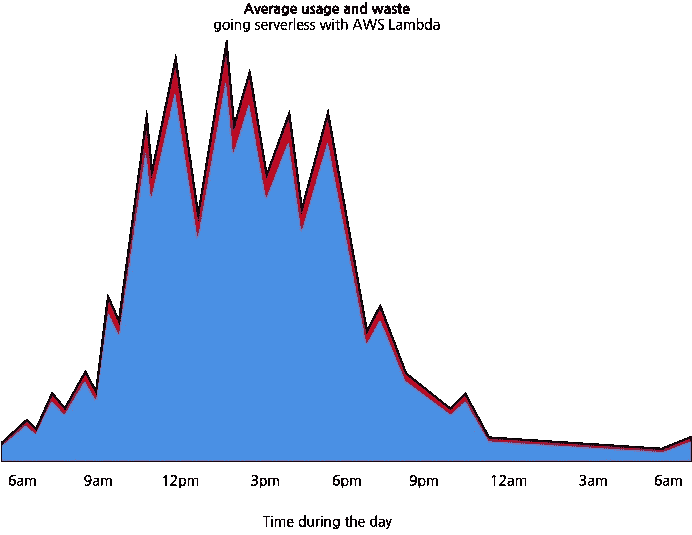 Average usage and waste
going serverless with AWS Lambda
6am 9am 12pm 3pm 6pm 9pm 12am 3am 6am
Time during the day